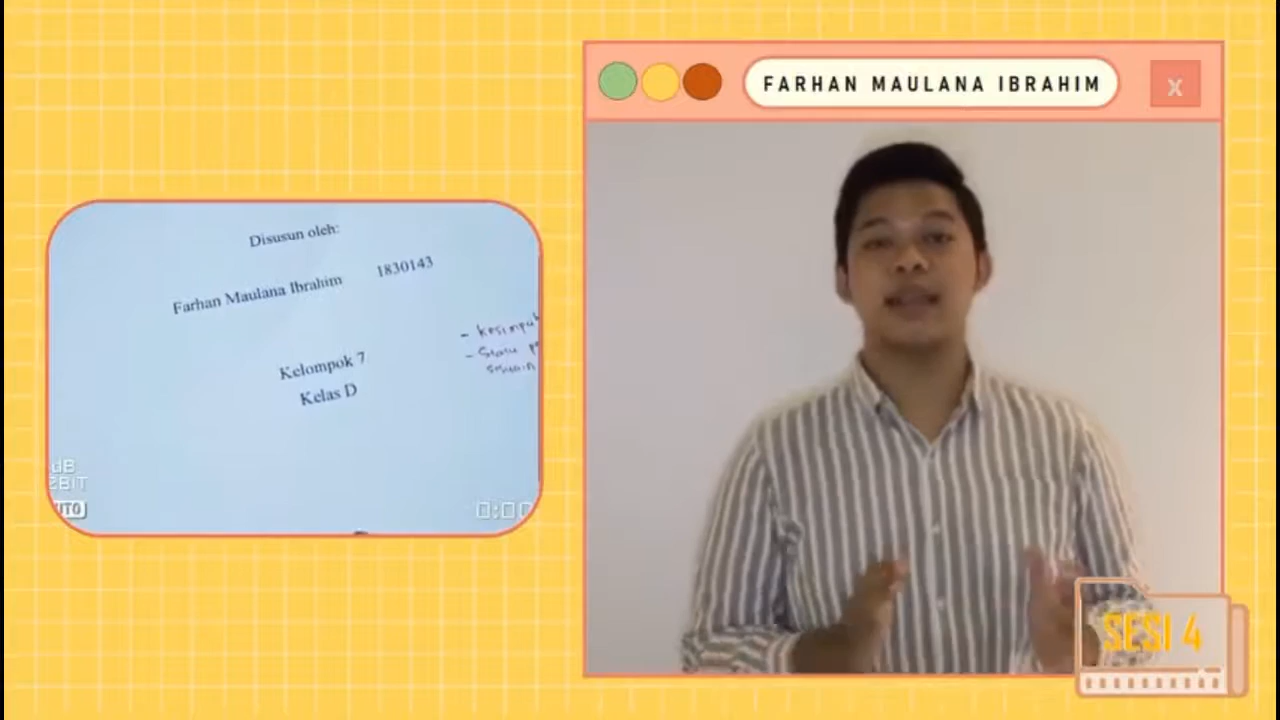 FARHAN MAULANA IBRAHIM
X
Disusun oleh:
Farhan Maulana Ibrahim 1830143
Kelompok 7
Kelas D
SESI 4